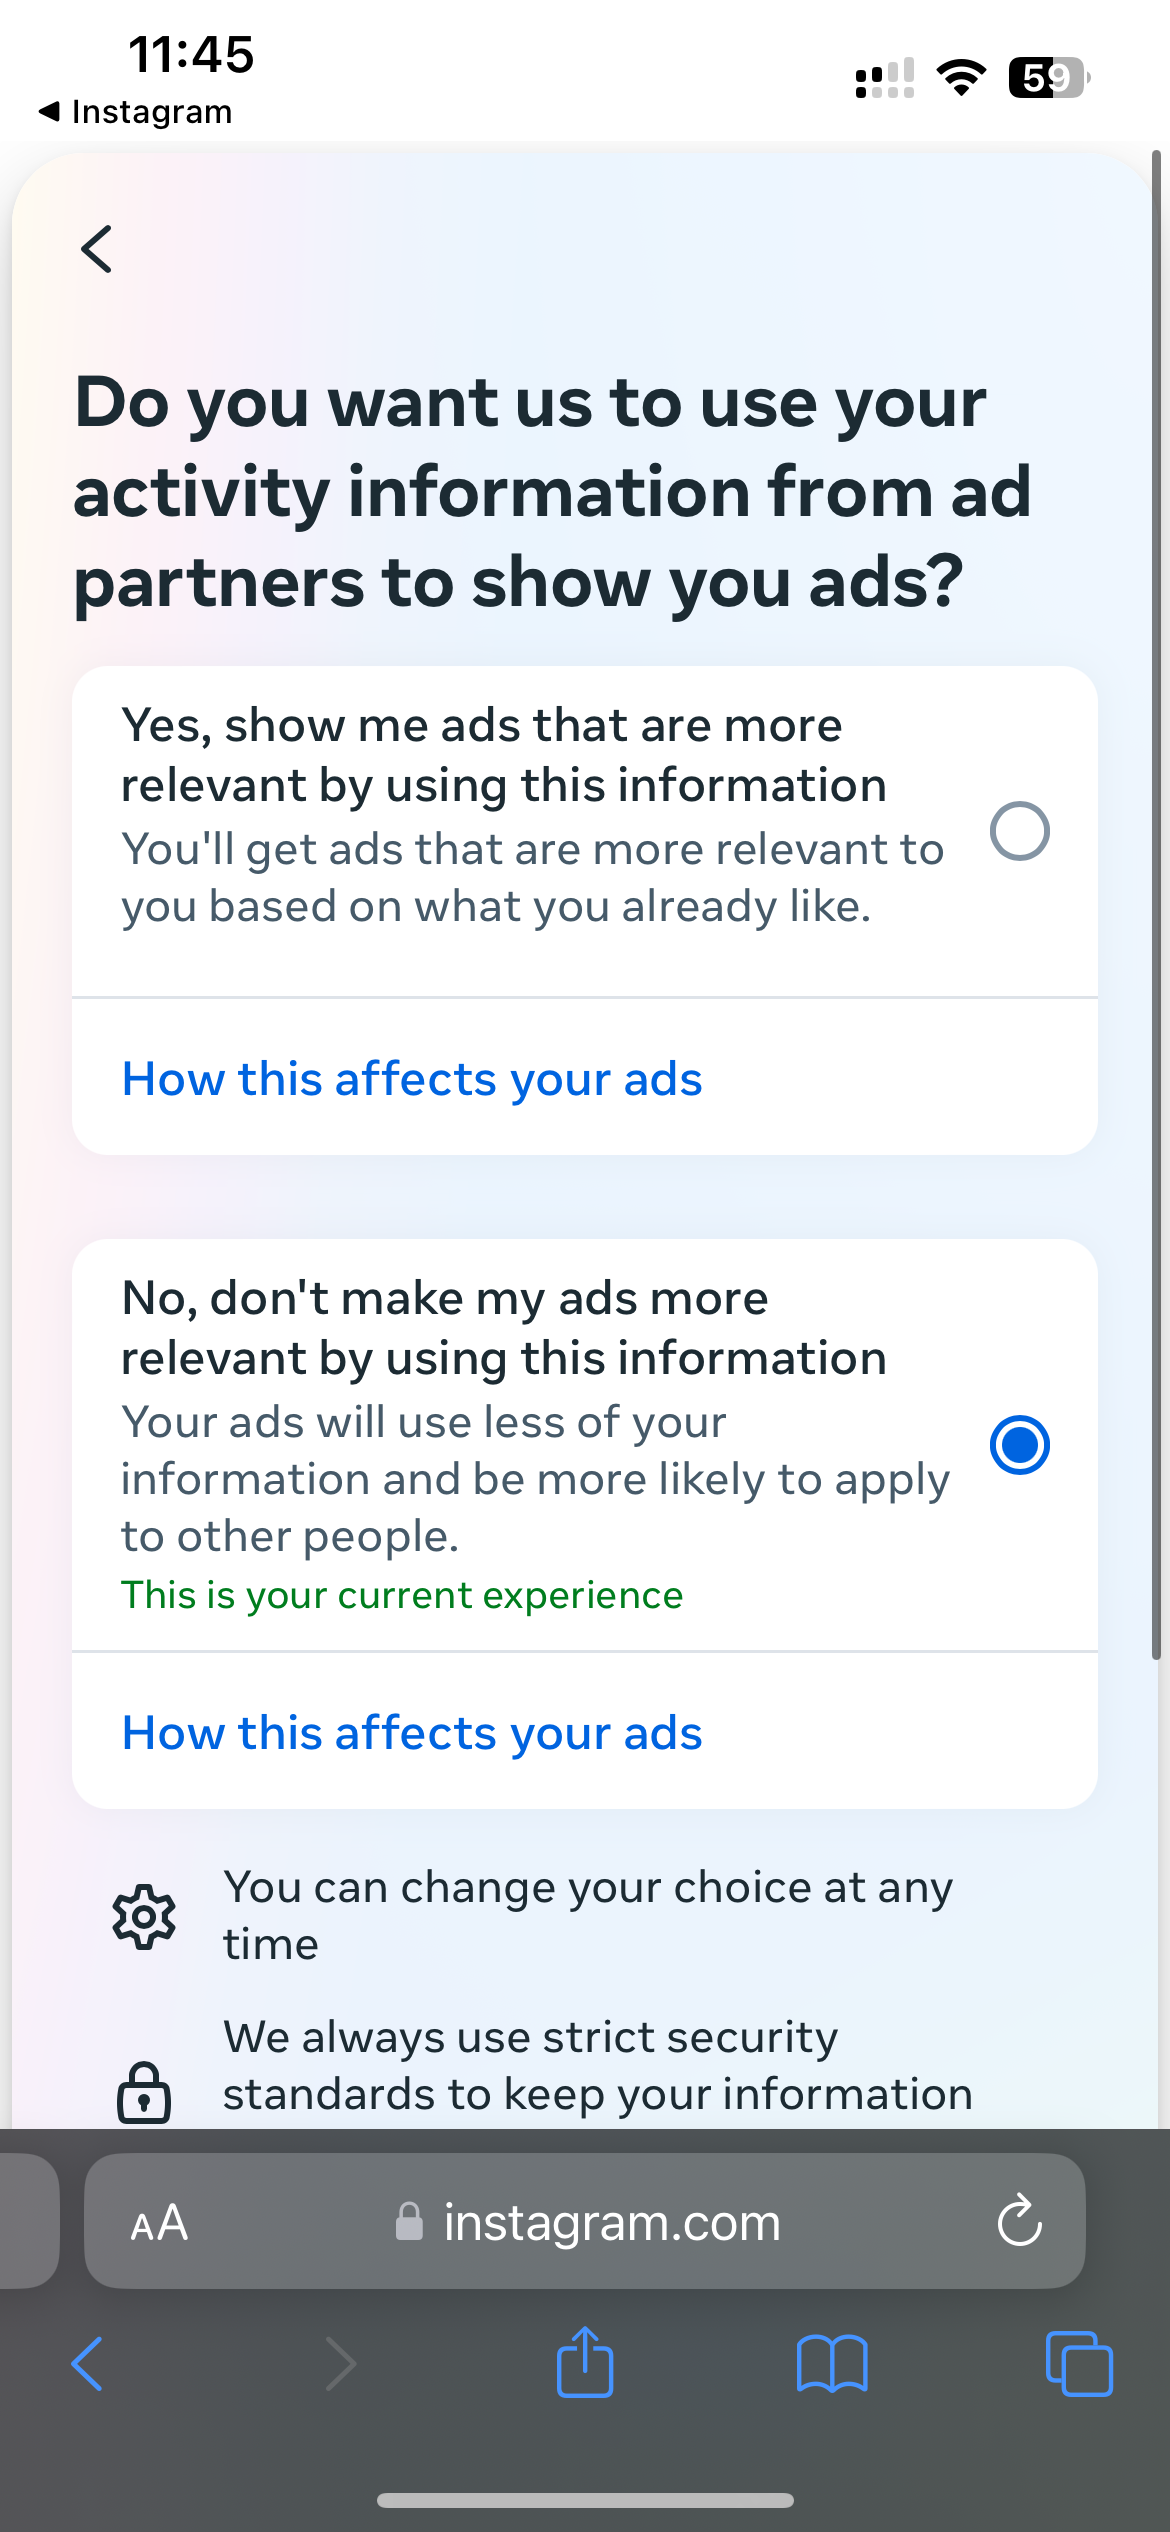 11:45
59
Instagram
Do you want us to use your
activity information from ad
partners to show you ads?
Yes, show me ads that are more
relevant by using this information
You'll get ads that are more relevant to
you based on what you already like.
How this affects your ads
No, don't make my ads more
relevant by using this information
Your ads will use less of your
information and be more likely to apply
to other people.
This is your current experience
How this affects your ads
You can change your choice at any
time
We always use strict security
standards to keep your information
AA
instagram.com